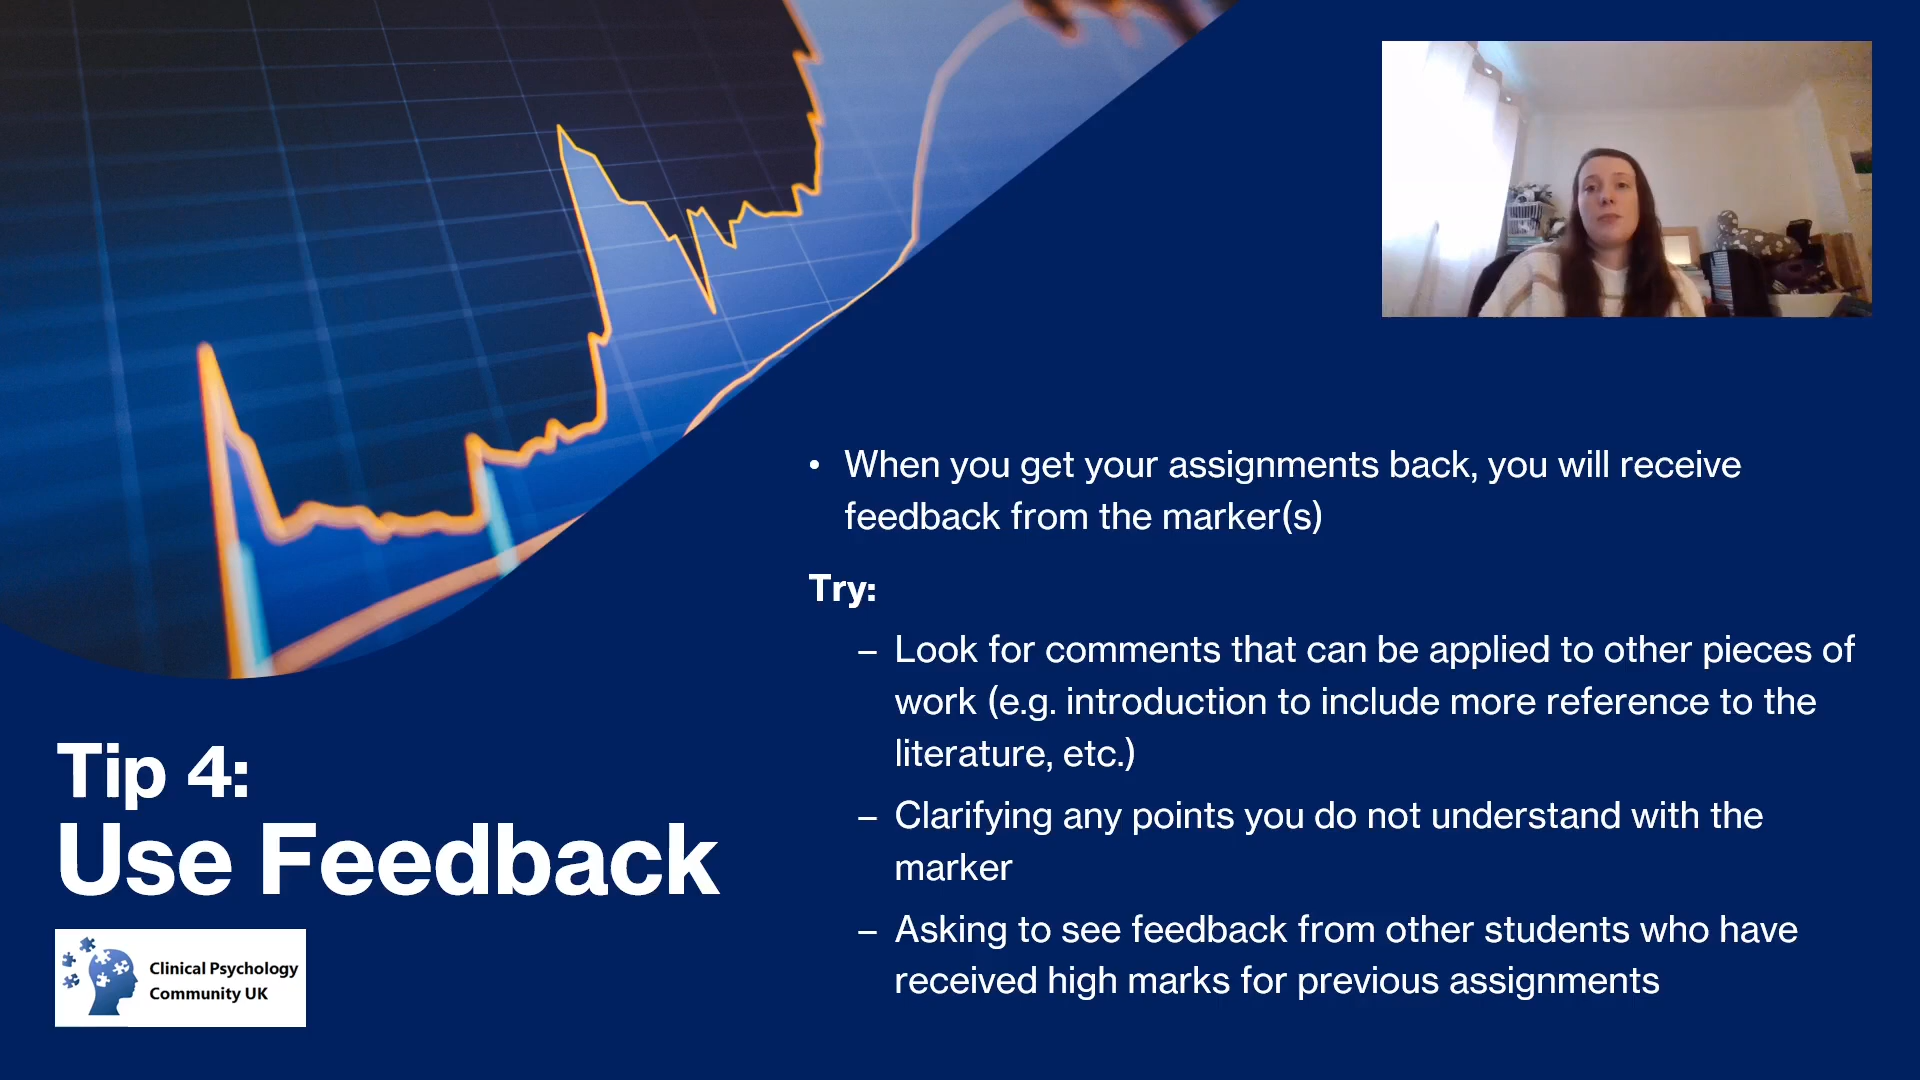 Tip 4:
Use Feedback
• When you get your assignments back, you will receive
feedback from the marker(s)
Try:
– Look for comments that can be applied to other pieces of
work (e.g. introduction to include more reference to the
literature, etc.)
– Clarifying any points you do not understand with the
marker
– Asking to see feedback from other students who have
received high marks for previous assignments
Clinical Psychology
Community UK